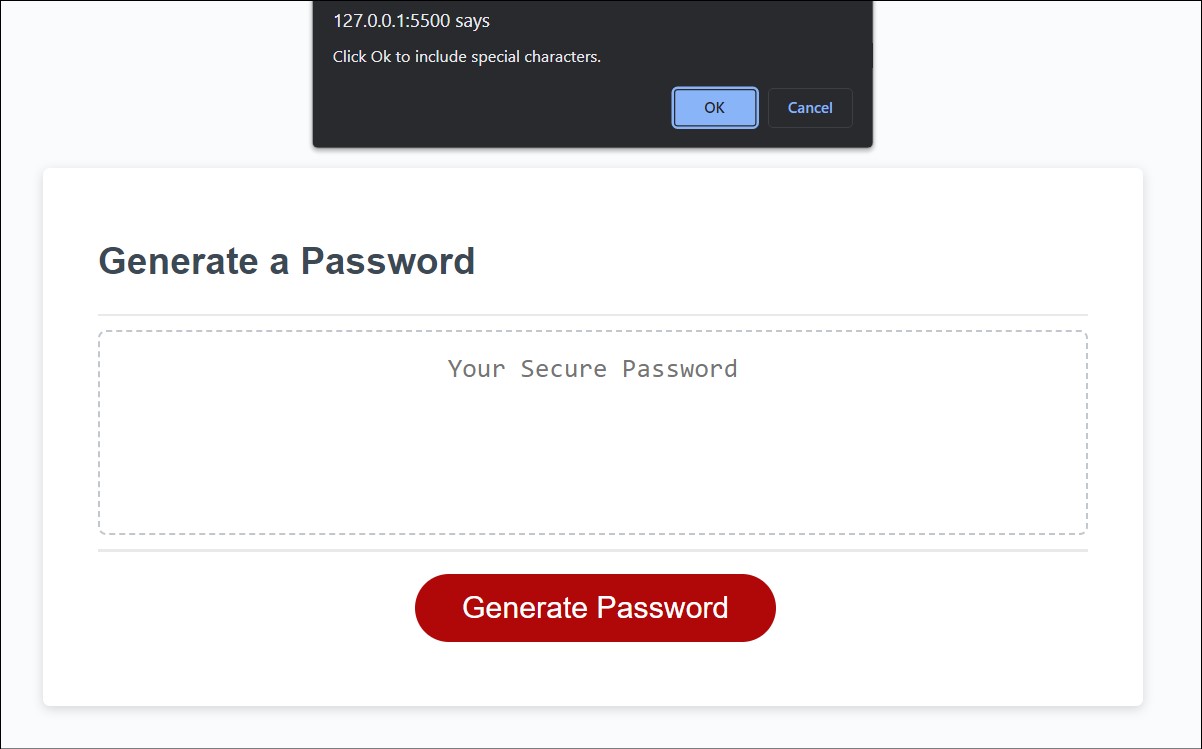 127.0.0.1:5500 says
Click Ok to include special characters.
OK Cancel
Generate a Password
Your Secure Password
Generate Password